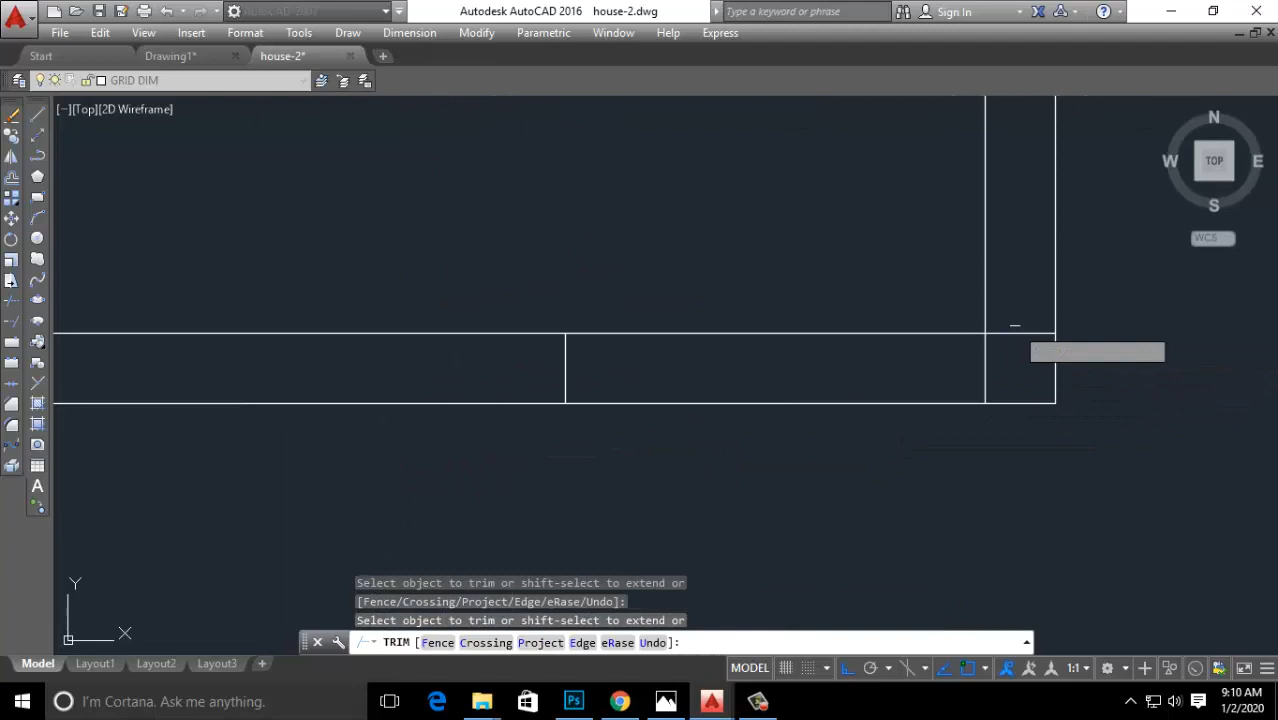 Autodesk AutoCAD 2016 house-2.dwg
Type a keyword or phrase
Sign In
File Edit View Insert Format Tools Draw Dimension Modify Parametric Window Help Express
Start Drawing1* house-2*
GRID DIM
[−][Top][2D Wireframe]
N
W TOP E
S
WCS
Y
X
A
Select object to trim or shift-select to extend or
[Fence/Crossing/Project/Edge/eRase/Undo]:
Select object to trim or shift-select to extend or
TRIM [Fence Crossing Project Edge eRase Undo]:
Model Layout1 Layout2 Layout3
MODEL 1:1
I'm Cortana. Ask me anything.
Ps
9:10 AM
1/2/2020